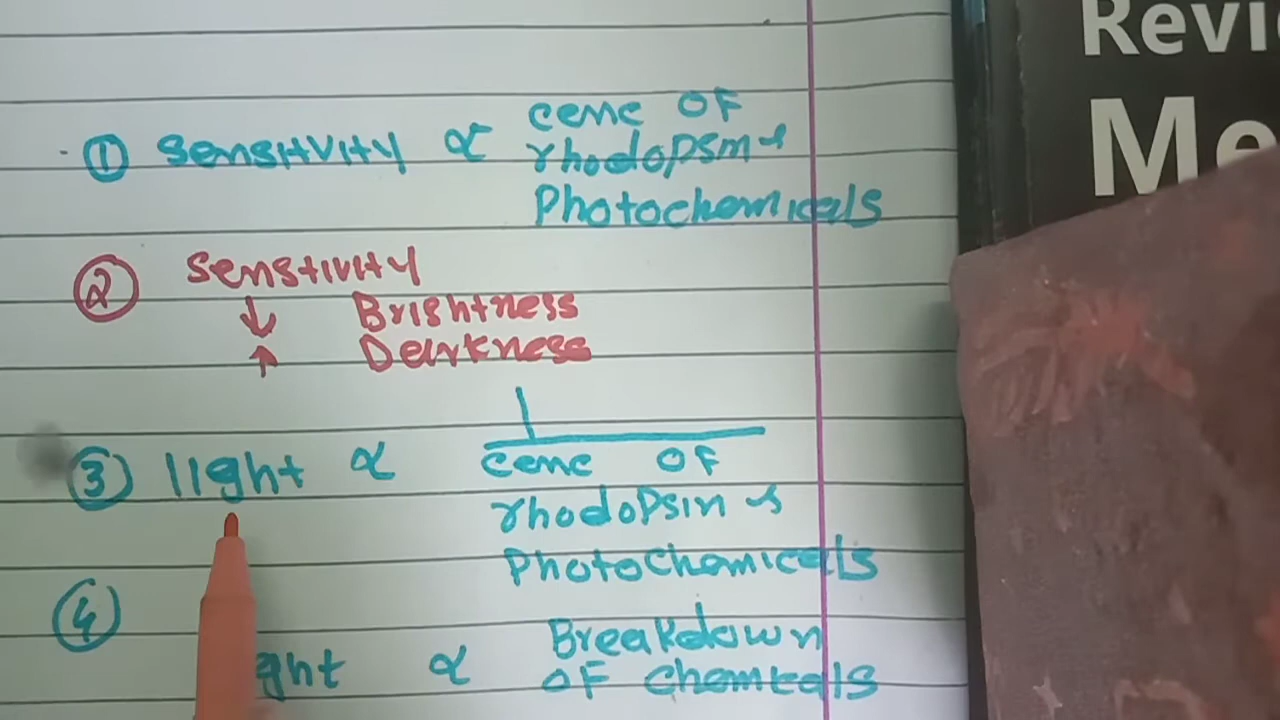 Revi
Me
① Sensitivity ∝ conc of
rhodopsin &
Photochemicals
② Senstivity
↓ Brightness
↑ Darkness
③ light ∝ 1
conc of
rhodopsin &
Photochemicals
④
ght ∝ Breakdown
of chemicals